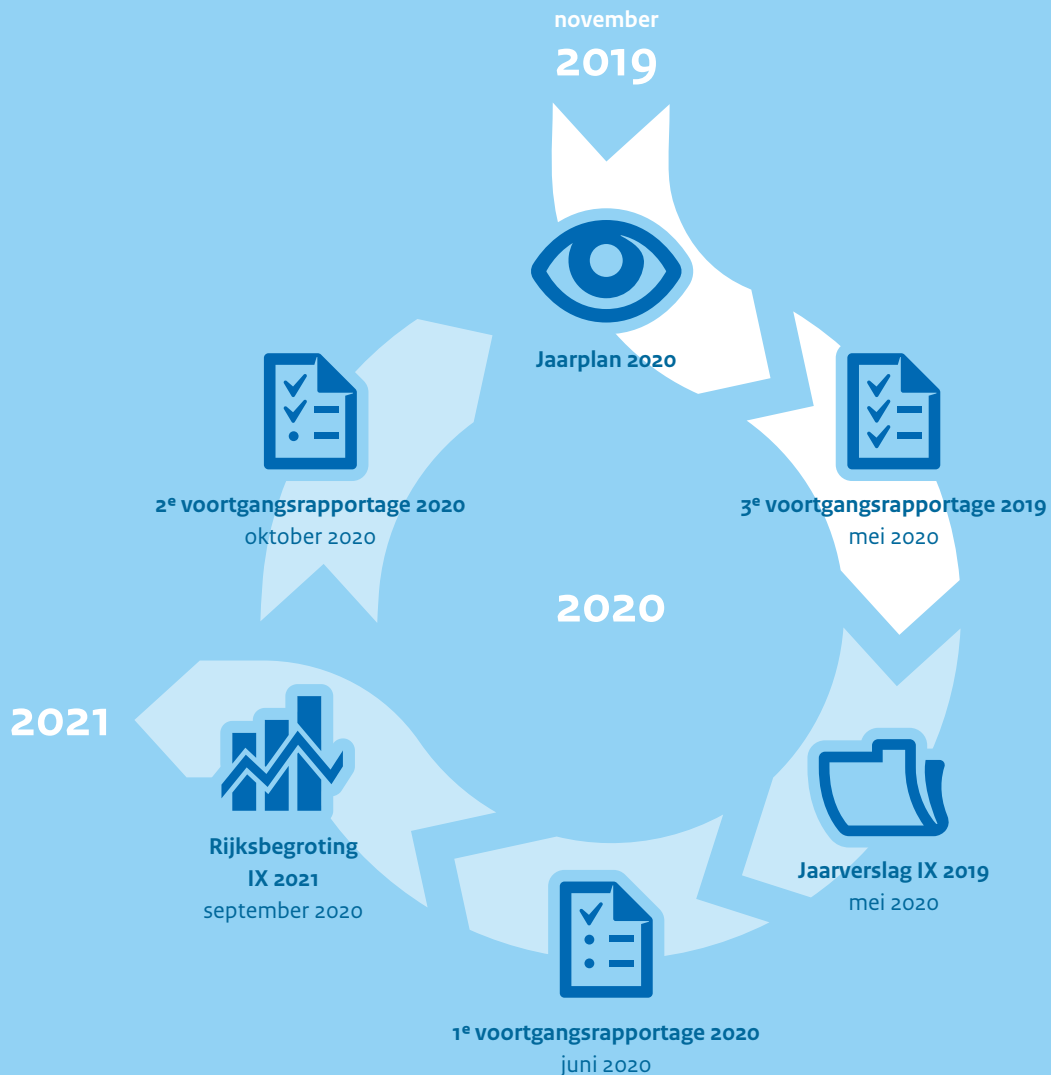 november
2019
Jaarplan 2020
3e voortgangsrapportage 2019
mei 2020
Jaarverslag IX 2019
mei 2020
1e voortgangsrapportage 2020
juni 2020
Rijksbegroting
IX 2021
september 2020
2e voortgangsrapportage 2020
oktober 2020
2020
2021